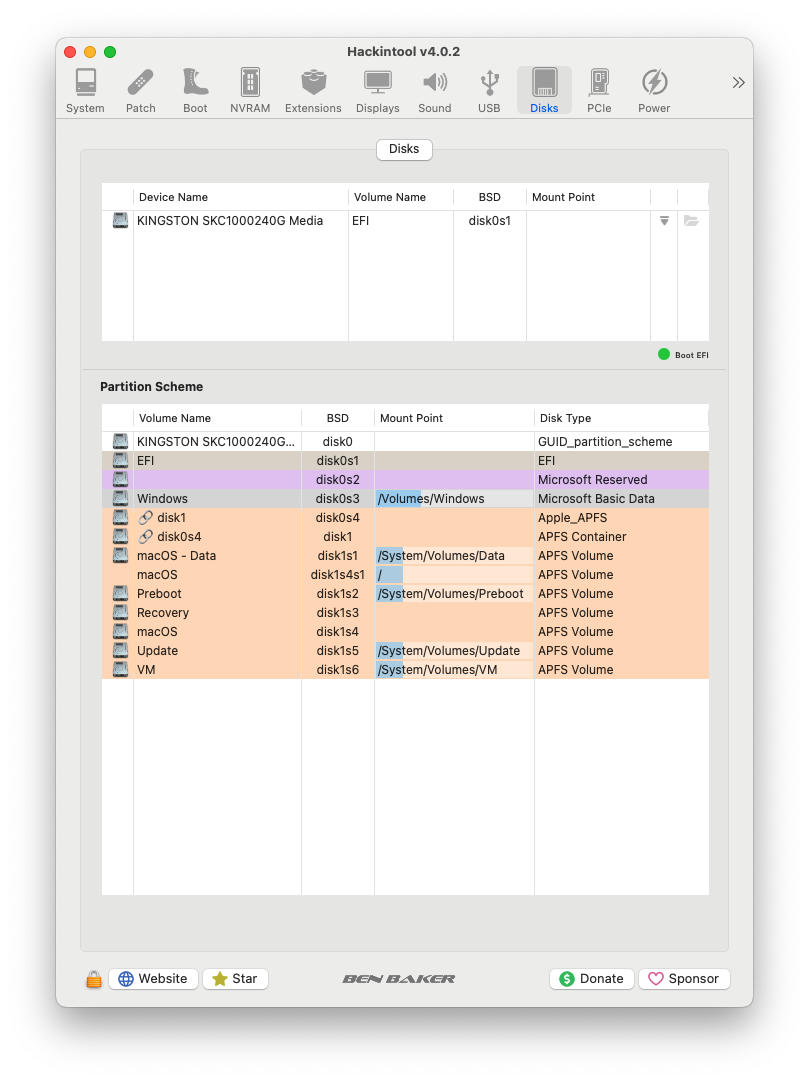 Hackintool v4.0.2
System Patch Boot NVRAM Extensions Displays Sound USB Disks PCIe Power
Disks
Device Name Volume Name BSD Mount Point
KINGSTON SKC1000240G Media EFI disk0s1
Boot EFI
Partition Scheme
Volume Name BSD Mount Point Disk Type
KINGSTON SKC1000240G... disk0 GUID_partition_scheme
EFI disk0s1 EFI
disk0s2 Microsoft Reserved
Windows disk0s3 /Volumes/Windows Microsoft Basic Data
disk1 disk0s4 Apple_APFS
disk0s4 disk1 APFS Container
macOS - Data disk1s1 /System/Volumes/Data APFS Volume
macOS disk1s4s1 / APFS Volume
Preboot disk1s2 /System/Volumes/Preboot APFS Volume
Recovery disk1s3 APFS Volume
macOS disk1s4 APFS Volume
Update disk1s5 /System/Volumes/Update APFS Volume
VM disk1s6 /System/Volumes/VM APFS Volume
Website Star BEN BAKER Donate Sponsor